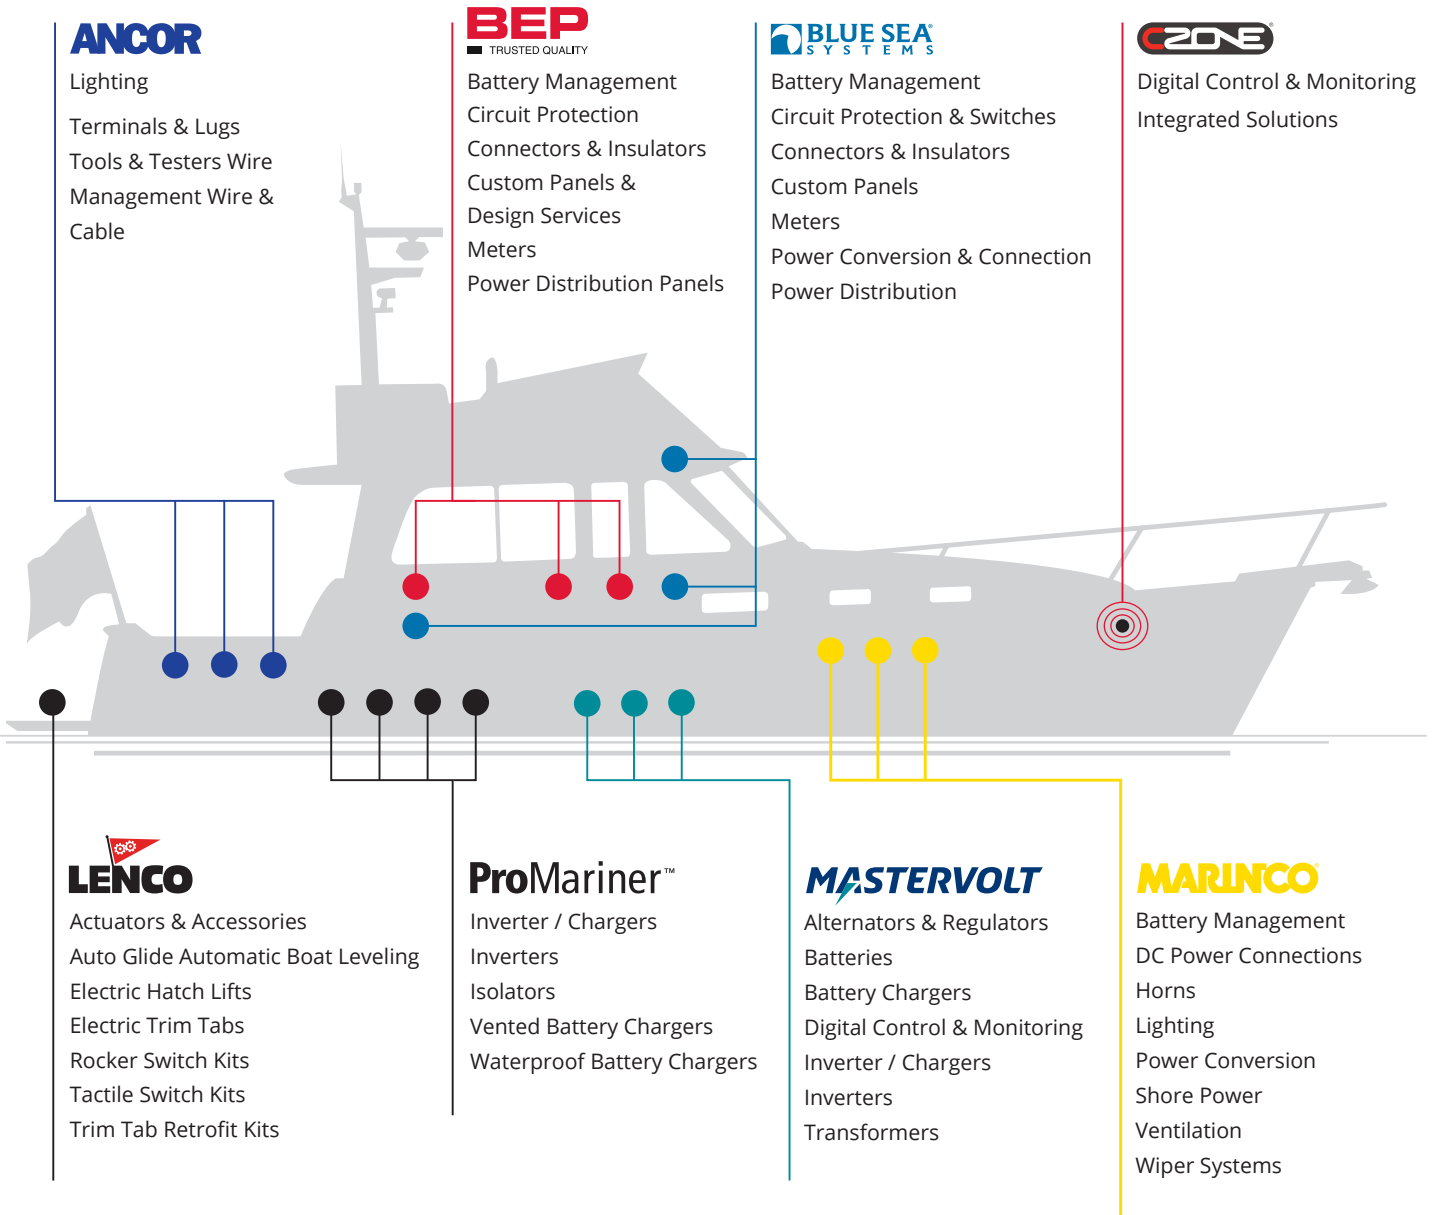 ANCOR
Lighting
Terminals & Lugs
Tools & Testers Wire
Management Wire &
Cable
BEP
TRUSTED QUALITY
Battery Management
Circuit Protection
Connectors & Insulators
Custom Panels &
Design Services
Meters
Power Distribution Panels
BLUE SEA®
SYSTEMS
Battery Management
Circuit Protection & Switches
Connectors & Insulators
Custom Panels
Meters
Power Conversion & Connection
Power Distribution
CZONE®
Digital Control & Monitoring
Integrated Solutions
LENCO
Actuators & Accessories
Auto Glide Automatic Boat Leveling
Electric Hatch Lifts
Electric Trim Tabs
Rocker Switch Kits
Tactile Switch Kits
Trim Tab Retrofit Kits
ProMariner™
Inverter / Chargers
Inverters
Isolators
Vented Battery Chargers
Waterproof Battery Chargers
MASTERVOLT
Alternators & Regulators
Batteries
Battery Chargers
Digital Control & Monitoring
Inverter / Chargers
Inverters
Transformers
MARINCO®
Battery Management
DC Power Connections
Horns
Lighting
Power Conversion
Shore Power
Ventilation
Wiper Systems